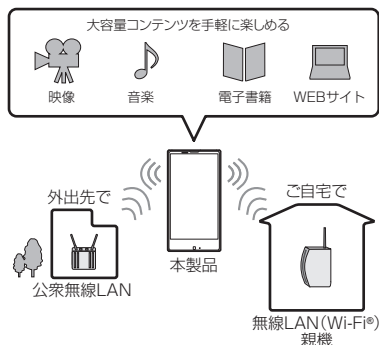 大容量コンテンツを手軽に楽しめる
映像
音楽
電子書籍
WEBサイト
外出先で
ご自宅で
本製品
公衆無線LAN
無線LAN(Wi-Fi®)
親機